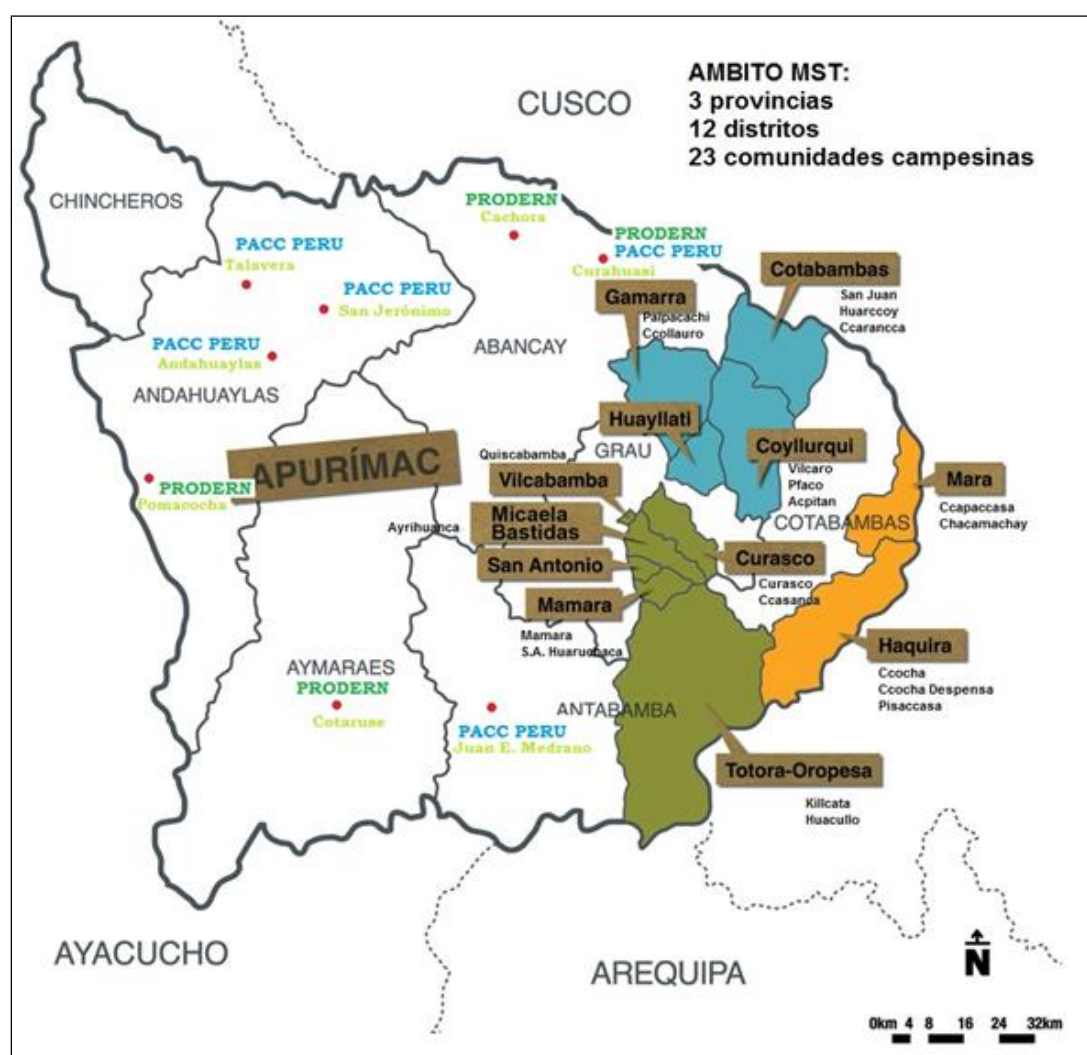 AMBITO MST:
3 provincias
12 distritos
23 comunidades campesinas
CUSCO
CHINCHEROS
PRODERN
Cachora
PRODERN
PACC PERU
Curahuasi
PACC PERU
Talavera
PACC PERU
San Jerónimo
Cotabambas
San Juan
Huarccoy
Ccarancca
Gamarra
Palpacachi
Ccollauro
PACC PERU
Andahuaylas
ANDAHUAYLAS
ABANCAY
Huayllati
GRAU
Coyllurqui
Vilcaro
Pfaco
Acpitan
APURÍMAC
Quiscabamba
Vilcabamba
PRODERN
Pomacocha
Mara
Ccapaccasa
Chacamachay
COTABAMBAS
Micaela
Bastidas
Ayrihuanca
San Antonio
Curasco
Curasco
Ccasanca
Mamara
Mamara
S.A. Huaruchaca
Haquira
Ccocha
Ccocha Despensa
Pisaccasa
AYMARAES
PRODERN
Cotaruse
ANTABAMBA
PACC PERU
Juan E. Medrano
Totora-Oropesa
Killcata
Huacullo
AYACUCHO
AREQUIPA
N
0km 4 8 16 24 32km